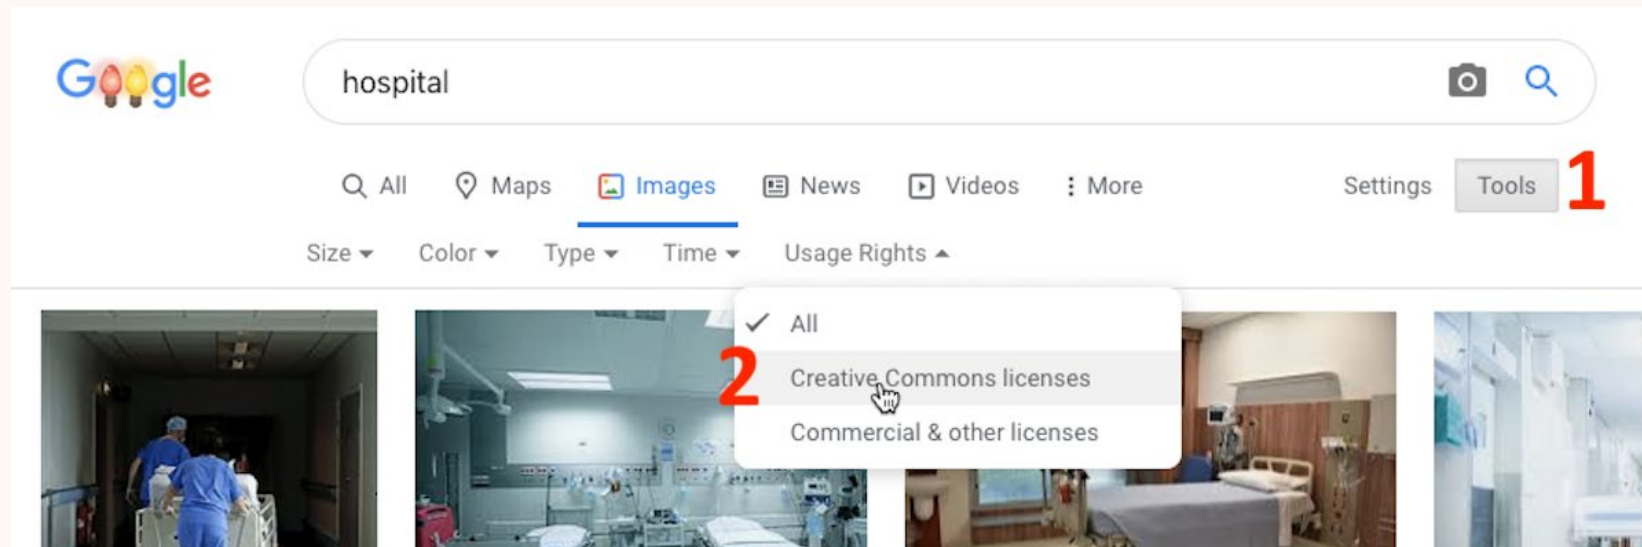 Google
hospital
All Maps Images News Videos More Settings Tools 1
Size Color Type Time Usage Rights
All
2 Creative Commons licenses
Commercial & other licenses